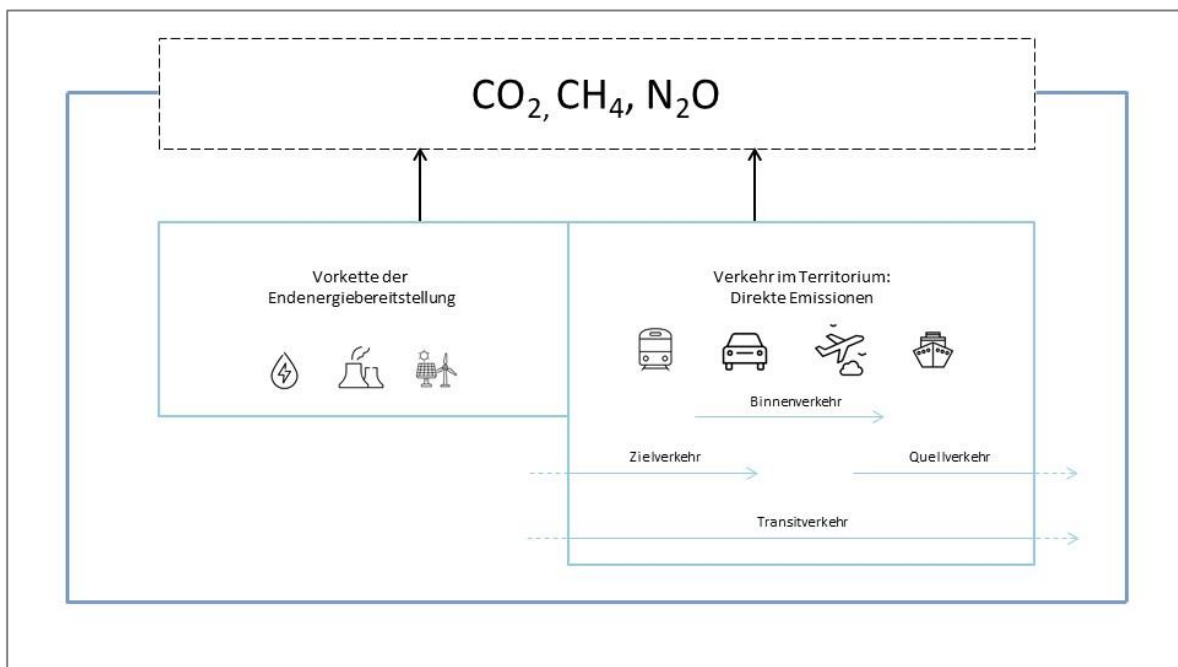 CO₂, CH₄, N₂O
Vorkette der
Endenergiebereitstellung
Verkehr im Territorium:
Direkte Emissionen
Binnenverkehr
Zielverkehr
Quellverkehr
Transitverkehr